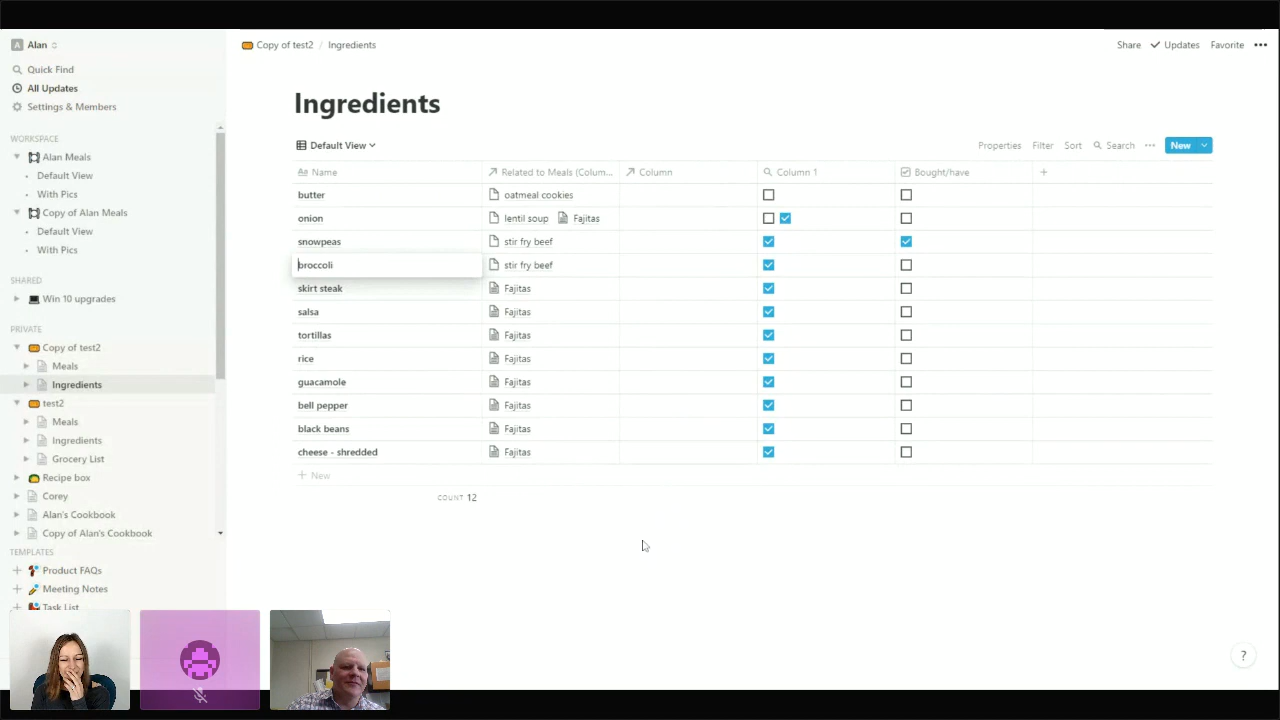 A Alan
Quick Find
All Updates
Settings & Members
WORKSPACE
Alan Meals
Default View
With Pics
Copy of Alan Meals
Default View
With Pics
SHARED
Win 10 upgrades
PRIVATE
Copy of test2
Meals
Ingredients
test2
Meals
Ingredients
Grocery List
Recipe box
Corey
Alan's Cookbook
Copy of Alan's Cookbook
TEMPLATES
Product FAQs
Meeting Notes
Task List
Copy of test2 / Ingredients
Share Updates Favorite •••
Ingredients
Default View
Properties Filter Sort Search ••• New
Aa Name Related to Meals (Colum... Column Column 1 Bought/have +
butter oatmeal cookies
onion lentil soup Fajitas
snowpeas stir fry beef
broccoli stir fry beef
skirt steak Fajitas
salsa Fajitas
tortillas Fajitas
rice Fajitas
guacamole Fajitas
bell pepper Fajitas
black beans Fajitas
cheese - shredded Fajitas
+ New
COUNT 12
?